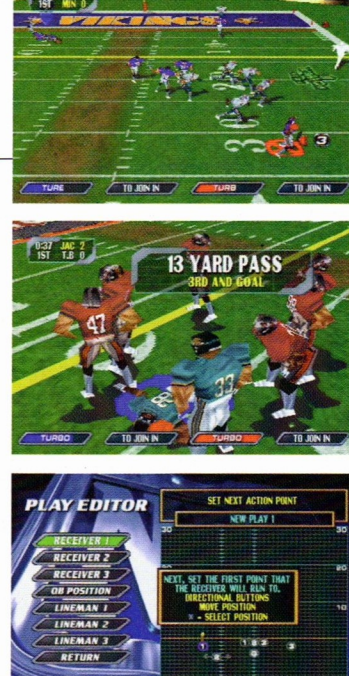 1ST MIN 0
VIKINGS
3 0
3
TURB TO JOIN IN TURB TO JOIN IN
0:37 JAC 2
1ST T.B 0
13 YARD PASS
3RD AND GOAL
47
33
TURBO TO JOIN IN TURBO TO JOIN IN
PLAY EDITOR
SET NEXT ACTION POINT
NEW PLAY 1
RECEIVER 1
RECEIVER 2
RECEIVER 3
QB POSITION
LINEMAN 1
LINEMAN 2
LINEMAN 3
RETURN
30 30
20
10
NEXT, SET THE FIRST POINT THAT
THE RECEIVER WILL RUN TO.
DIRECTIONAL BUTTONS
MOVE POSITION
× - SELECT POSITION